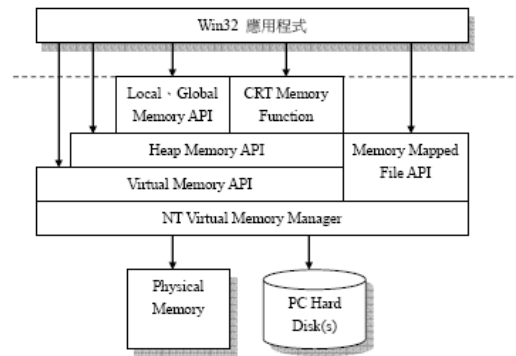 Win32 應用程式
Local、Global
Memory API
CRT Memory
Function
Heap Memory API
Memory Mapped
File API
Virtual Memory API
NT Virtual Memory Manager
Physical
Memory
PC Hard
Disk(s)